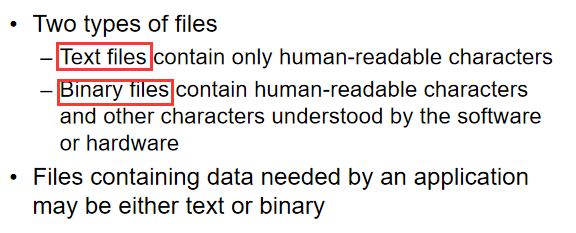 • Two types of files
– Text files contain only human-readable characters
– Binary files contain human-readable characters
and other characters understood by the software
or hardware
• Files containing data needed by an application
may be either text or binary